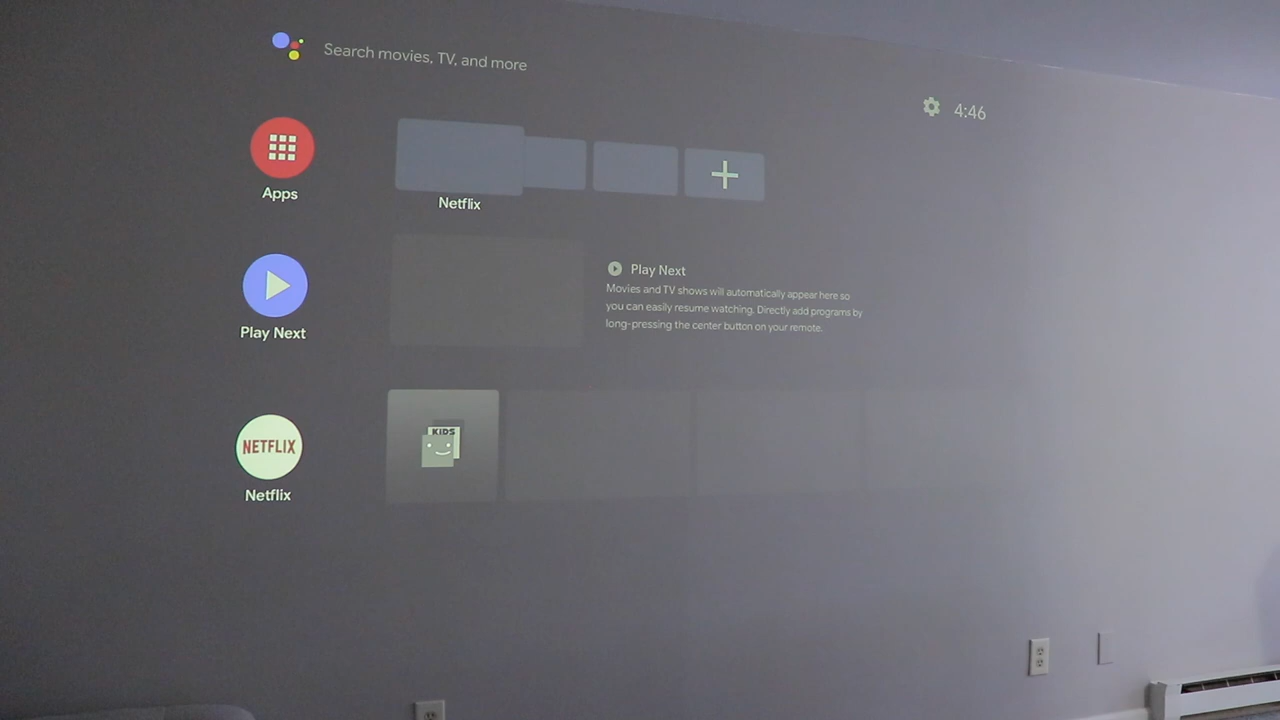 Search movies, TV, and more
4:46
Apps
Netflix
Play Next
Movies and TV shows will automatically appear here so
you can easily resume watching. Directly add programs by
long-pressing the center button on your remote.
Play Next
KIDS
NETFLIX
Netflix